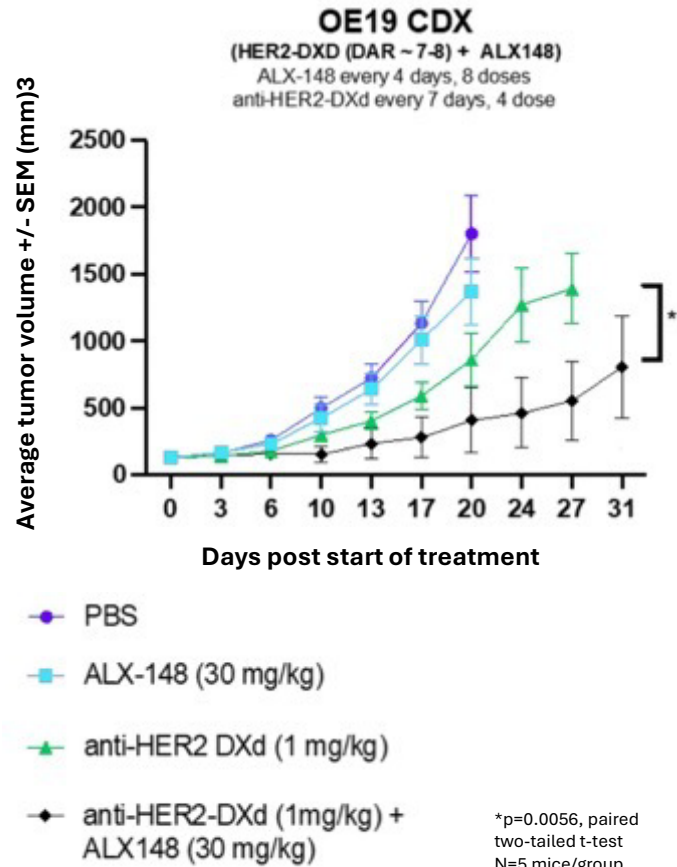 OE19 CDX
(HER2-DXD (DAR ~ 7-8) + ALX148)
ALX-148 every 4 days, 8 doses
anti-HER2-DXd every 7 days, 4 dose
Average tumor volume +/- SEM (mm)3
2500
2000
1500
1000
500
0
*
0 3 6 10 13 17 20 24 27 31
Days post start of treatment
PBS
ALX-148 (30 mg/kg)
anti-HER2 DXd (1 mg/kg)
anti-HER2-DXd (1mg/kg) +
ALX148 (30 mg/kg)
*p=0.0056, paired
two-tailed t-test
N=5 mice/group